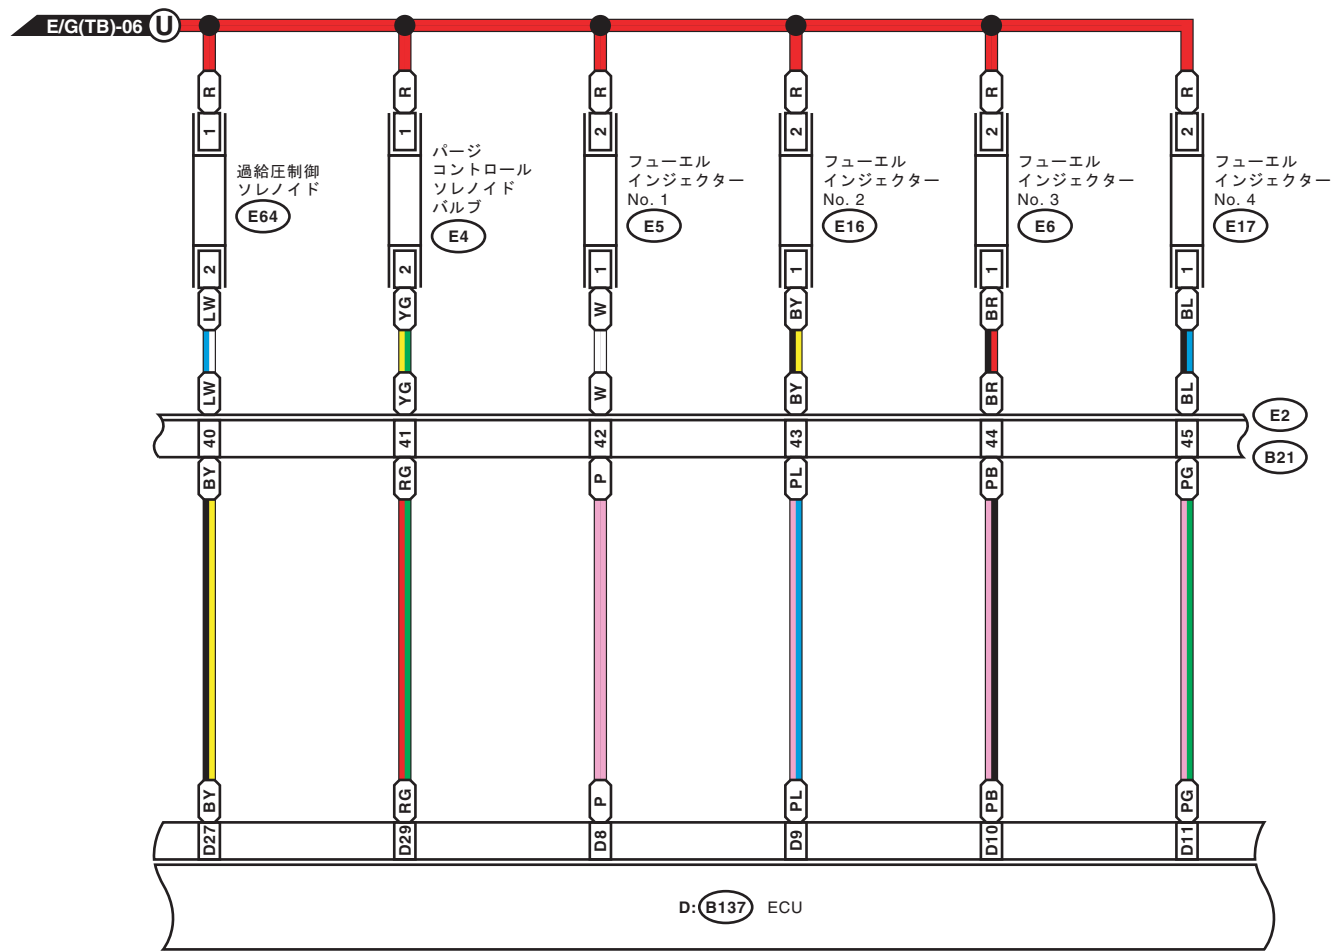 E/G(TB)-06 U
R R R R R R
1 1 2 2 2 2
過給圧制御
ソレノイド
E64
パージ
コントロール
ソレノイド
バルブ
E4
フューエル
インジェクター
No. 1
E5
フューエル
インジェクター
No. 2
E16
フューエル
インジェクター
No. 3
E6
フューエル
インジェクター
No. 4
E17
2 2 1 1 1 1
LW YG W BY BR BL
LW YG W BY BR BL
E2
40 41 42 43 44 45
B21
BY RG P PL PB PG
BY RG P PL PB PG
D27 D29 D8 D9 D10 D11
D: B137 ECU